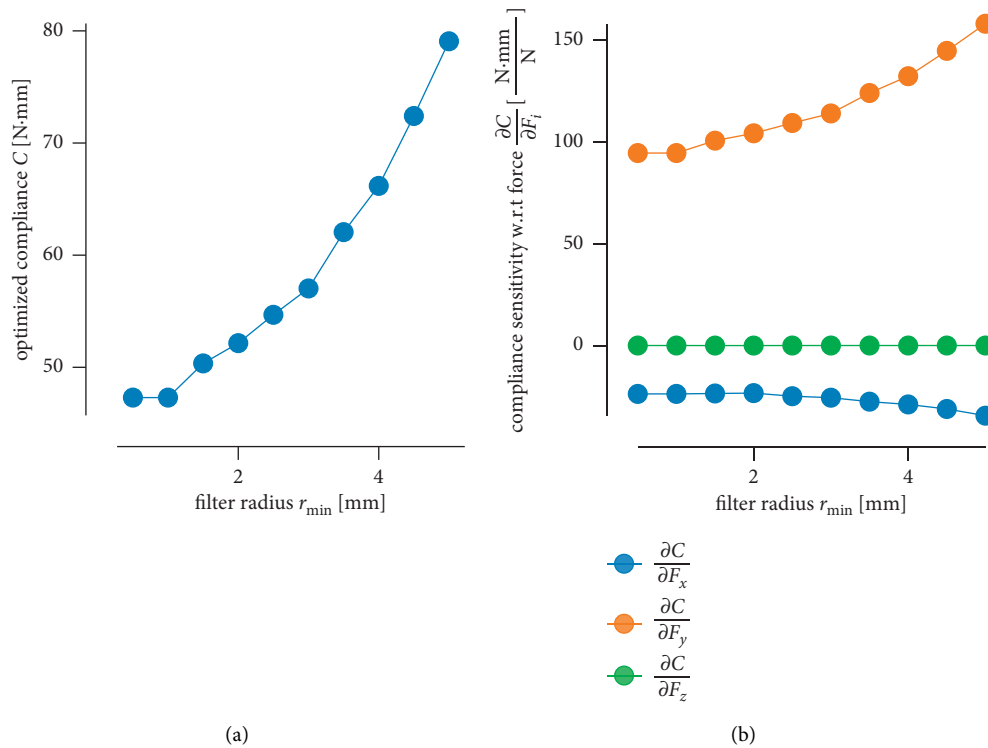 optimized compliance C [N·mm]
80
70
60
50
2
4
filter radius r_min [mm]
(a)
compliance sensitivity w.r.t force ∂C/∂F_i [N·mm/N]
150
100
50
0
2
4
filter radius r_min [mm]
∂C/∂F_x
∂C/∂F_y
∂C/∂F_z
(b)